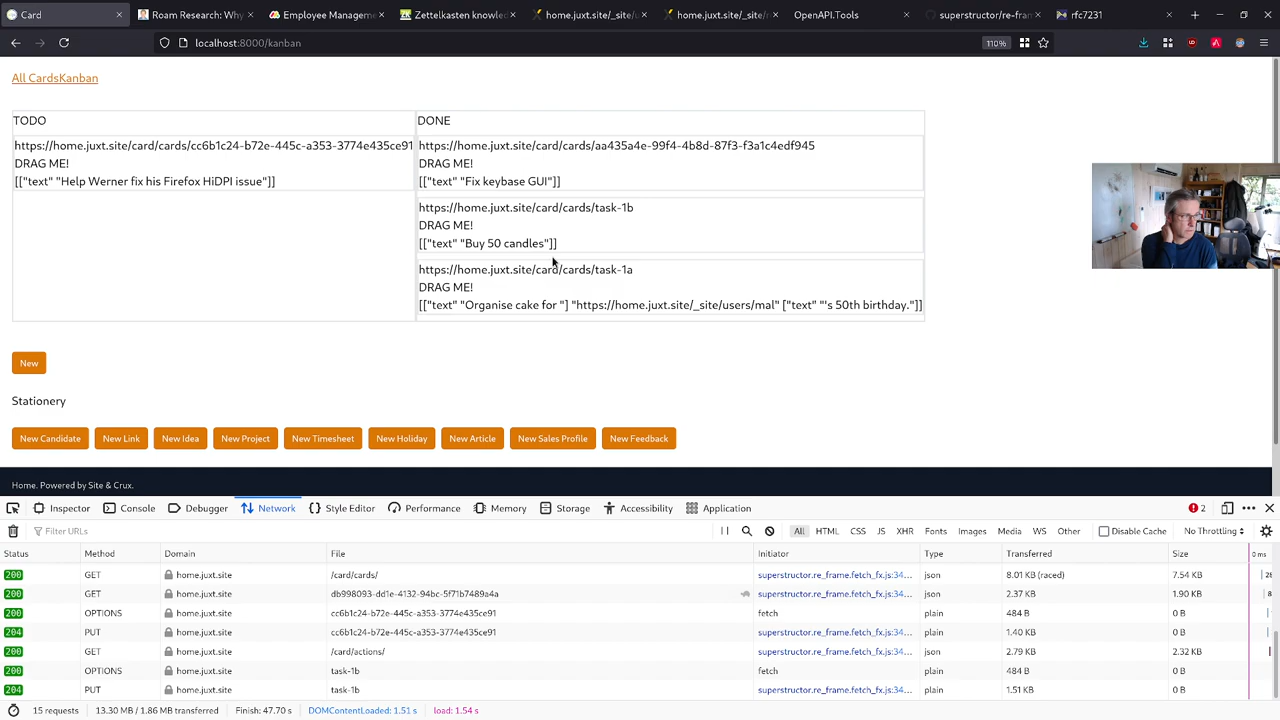 Card
Roam Research: Why
Employee Manageme
Zettelkasten knowled
home.juxt.site/_site/u
home.juxt.site/_site/r
OpenAPI.Tools
superstructor/re-fram
rfc7231
localhost:8000/kanban
110%
All CardsKanban
TODO
https://home.juxt.site/card/cards/cc6b1c24-b72e-445c-a353-3774e435ce91
DRAG ME!
[["text" "Help Werner fix his Firefox HiDPI issue"]]
DONE
https://home.juxt.site/card/cards/aa435a4e-99f4-4b8d-87f3-f3a1c4edf945
DRAG ME!
[["text" "Fix keybase GUI"]]
https://home.juxt.site/card/cards/task-1b
DRAG ME!
[["text" "Buy 50 candles"]]
https://home.juxt.site/card/cards/task-1a
DRAG ME!
[["text" "Organise cake for "] "https://home.juxt.site/_site/users/mal" ["text" "'s 50th birthday."]]
New
Stationery
New Candidate New Link New Idea New Project New Timesheet New Holiday New Article New Sales Profile New Feedback
Home. Powered by Site & Crux.
Inspector Console Debugger Network Style Editor Performance Memory Storage Accessibility Application 2
Filter URLs All HTML CSS JS XHR Fonts Images Media WS Other Disable Cache No Throttling
Status Method Domain File Initiator Type Transferred Size 0 ms
200 GET home.juxt.site /card/cards/ superstructor.re_frame.fetch_fx.js:34... json 8.01 KB (raced) 7.54 KB
200 GET home.juxt.site db998093-dd1e-4132-94bc-5f71b7489a4a superstructor.re_frame.fetch_fx.js:34... json 2.37 KB 1.90 KB
200 OPTIONS home.juxt.site cc6b1c24-b72e-445c-a353-3774e435ce91 fetch plain 484 B 0 B
204 PUT home.juxt.site cc6b1c24-b72e-445c-a353-3774e435ce91 superstructor.re_frame.fetch_fx.js:34... plain 1.40 KB 0 B
200 GET home.juxt.site /card/actions/ superstructor.re_frame.fetch_fx.js:34... json 2.79 KB 2.32 KB
200 OPTIONS home.juxt.site task-1b fetch plain 484 B 0 B
204 PUT home.juxt.site task-1b superstructor.re_frame.fetch_fx.js:34... plain 1.51 KB 0 B
15 requests 13.30 MB / 1.86 MB transferred Finish: 47.70 s DOMContentLoaded: 1.51 s load: 1.54 s